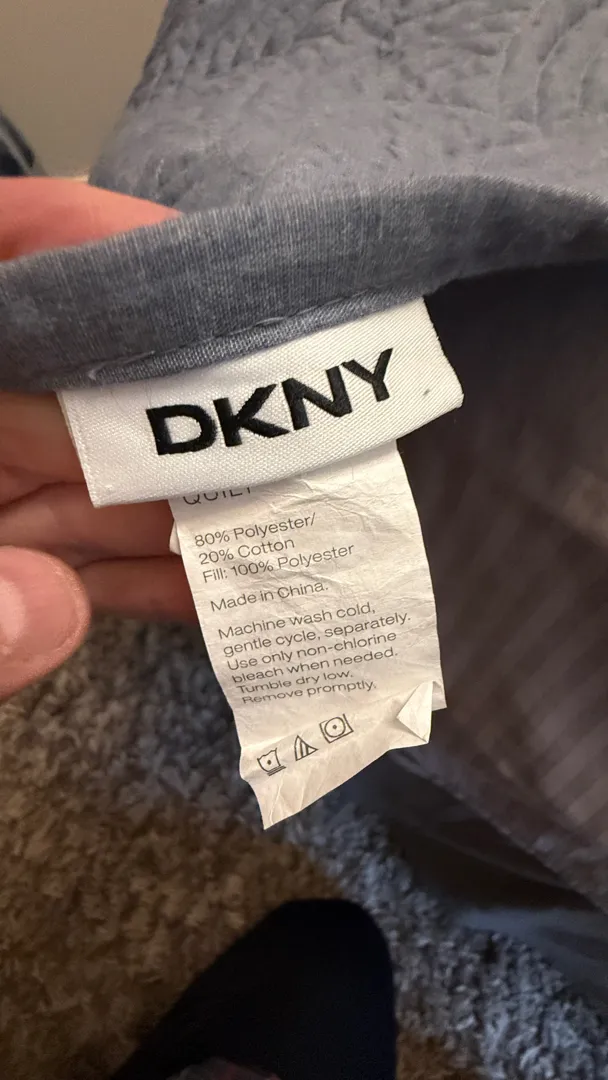 DKNY
QUILT
80% Polyester/
20% Cotton
Fill: 100% Polyester
Made in China.
Machine wash cold,
gentle cycle, separately.
Use only non-chlorine
bleach when needed.
Tumble dry low.
Remove promptly.